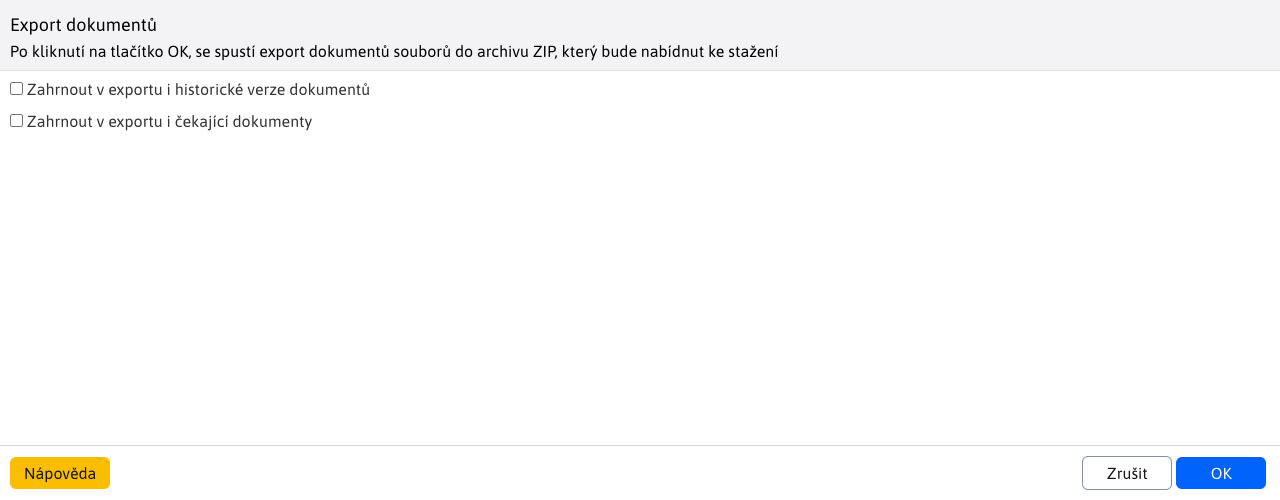 Export dokumentů
Po kliknutí na tlačítko OK, se spustí export dokumentů souborů do archivu ZIP, který bude nabídnut ke stažení
Zahrnout v exportu i historické verze dokumentů
Zahrnout v exportu i čekající dokumenty
Nápověda
Zrušit
OK